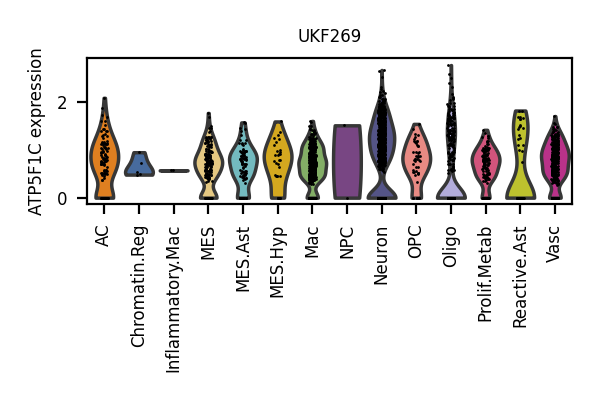 UKF269
ATP5F1C expression
2
0
AC
Chromatin.Reg
Inflammatory.Mac
MES
MES.Ast
MES.Hyp
Mac
NPC
Neuron
OPC
Oligo
Prolif.Metab
Reactive.Ast
Vasc